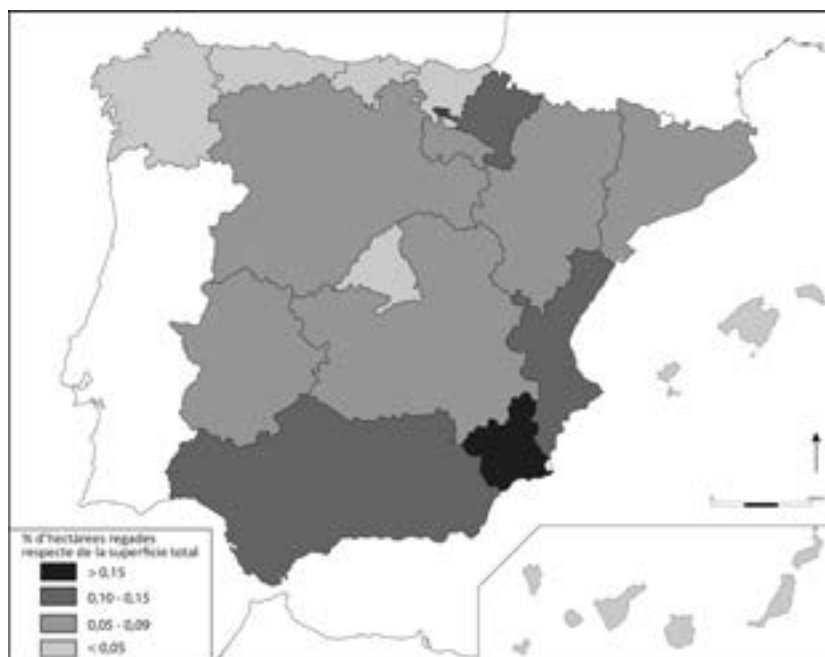 % d'hectàrees regades
respecte de la superfície total
> 0,15
0,10 - 0,15
0,05 - 0,09
< 0,05